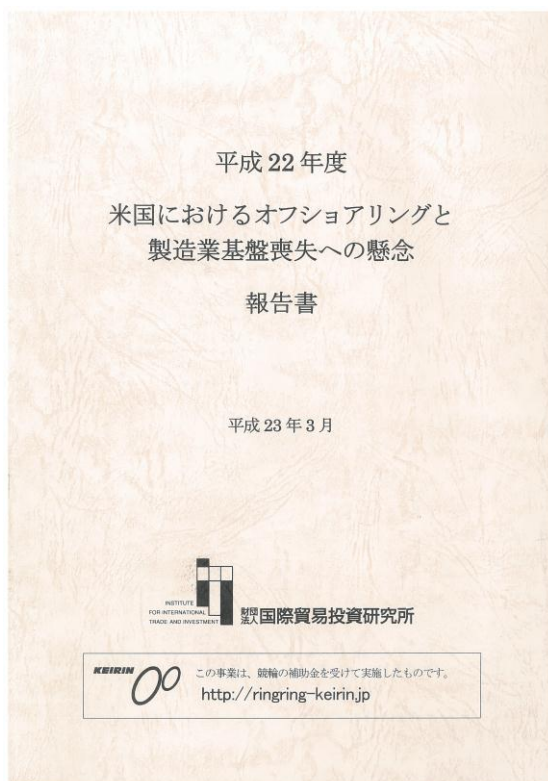 平成 22 年度
米国におけるオフショアリングと
製造業基盤喪失への懸念
報告書
平成 23 年 3 月
INSTITUTE
FOR INTERNATIONAL
TRADE AND INVESTMENT
財団法人 国際貿易投資研究所
KEIRIN
この事業は、競輪の補助金を受けて実施したものです。
http://ringring-keirin.jp